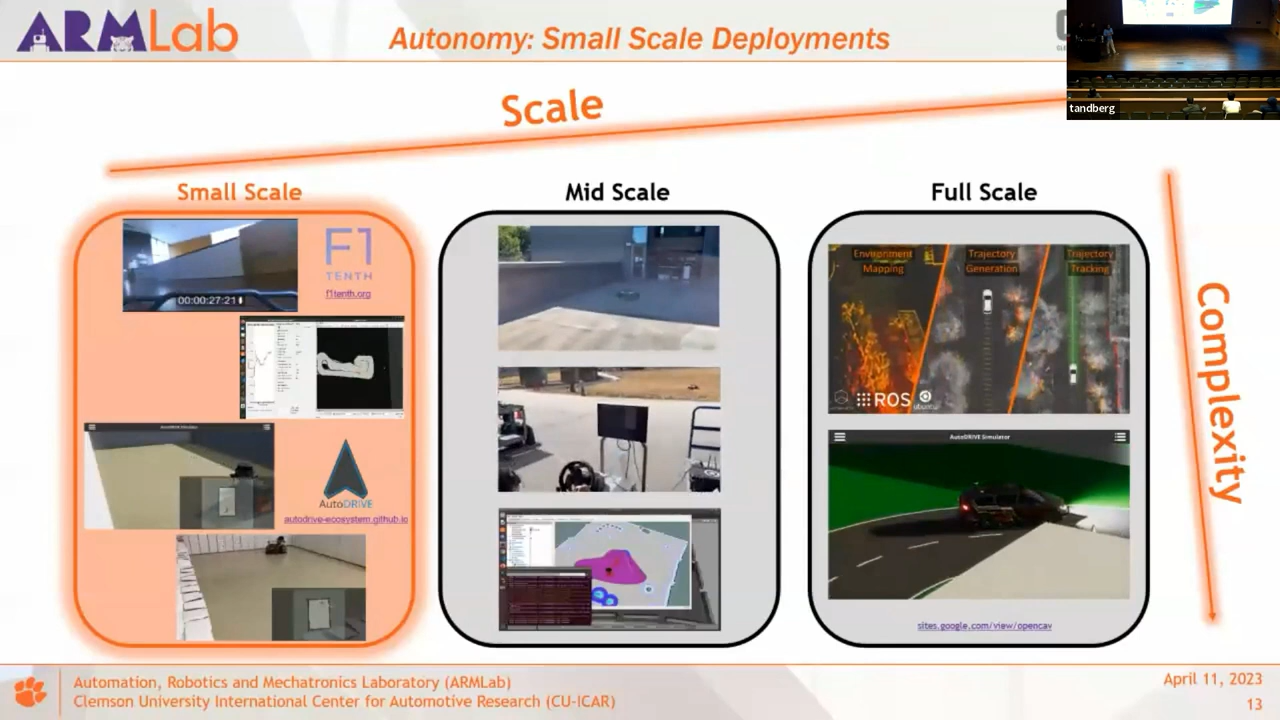 ARMLab
Autonomy: Small Scale Deployments
tandberg
Scale
Small Scale
Mid Scale
Full Scale
F1
TENTH
f1tenth.org
00:00:27:21
AutoDRIVE Simulator
AutoDRIVE
autodrive-ecosystem.github.io
Environment
Mapping
Trajectory
Generation
Trajectory
Tracking
ROS
ubuntu
AutoDRIVE Simulator
sites.google.com/view/opencav
Complexity
Automation, Robotics and Mechatronics Laboratory (ARMLab)
Clemson University International Center for Automotive Research (CU-ICAR)
April 11, 2023
13